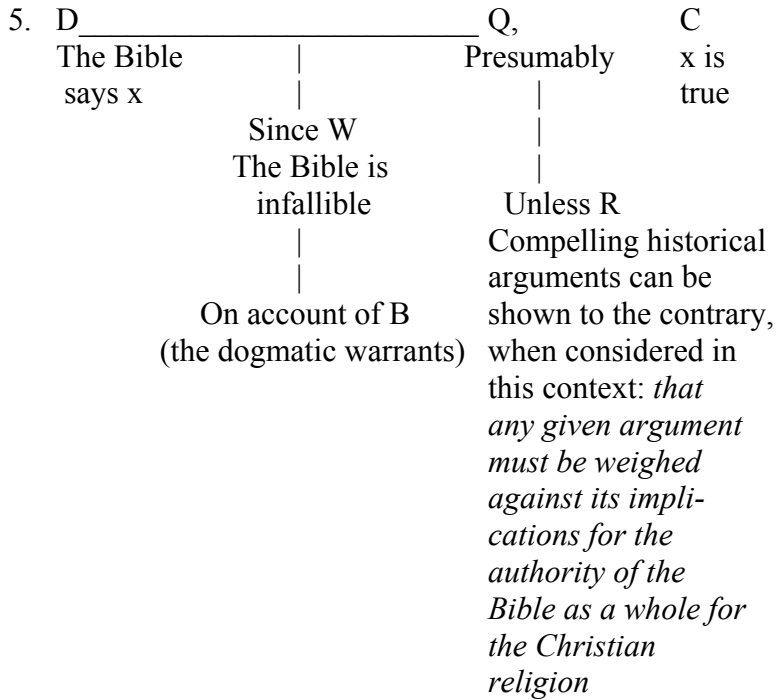 5. D__________________________ Q, C
The Bible | Presumably x is
says x | | true
Since W |
The Bible is |
infallible Unless R
| Compelling historical
| arguments can be
On account of B shown to the contrary,
(the dogmatic warrants) when considered in
this context: that
any given argument
must be weighed
against its impli-
cations for the
authority of the
Bible as a whole for
the Christian
religion